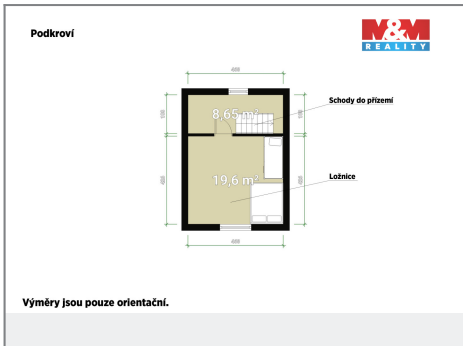 Podkroví
M&M
REALITY
8,65 m²
Schody do přízemí
19,6 m²
Ložnice
Výměry jsou pouze orientační.